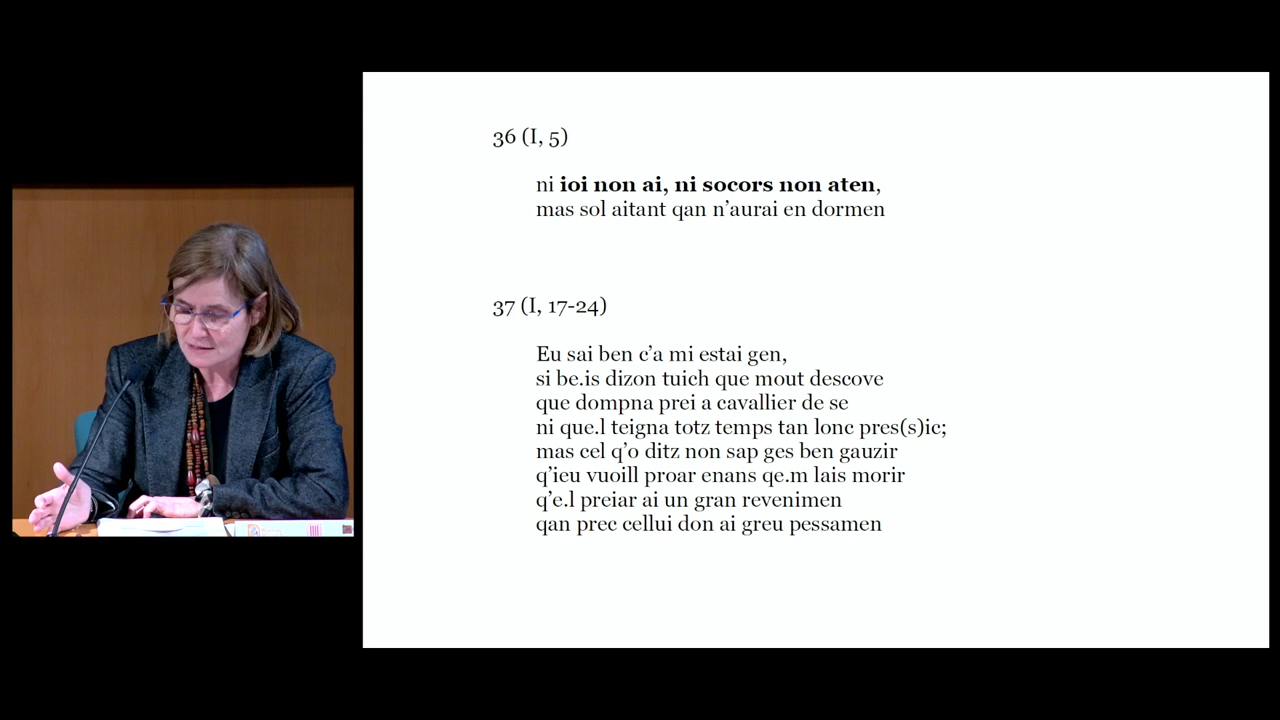 36 (I, 5)
ni ioi non ai, ni socors non aten,
mas sol aitant qan n’aurai en dormen
37 (I, 17-24)
Eu sai ben c’a mi estai gen,
si be.is dizon tuich que mout descove
que dompna prei a cavallier de se
ni que.l teigna totz temps tan lonc pres(s)ic;
mas cel q’o ditz non sap ges ben gauzir
q’ieu vuoill proar enans qe.m lais morir
q’e.l preiar ai un gran revenimen
qan prec cellui don ai greu pessamen